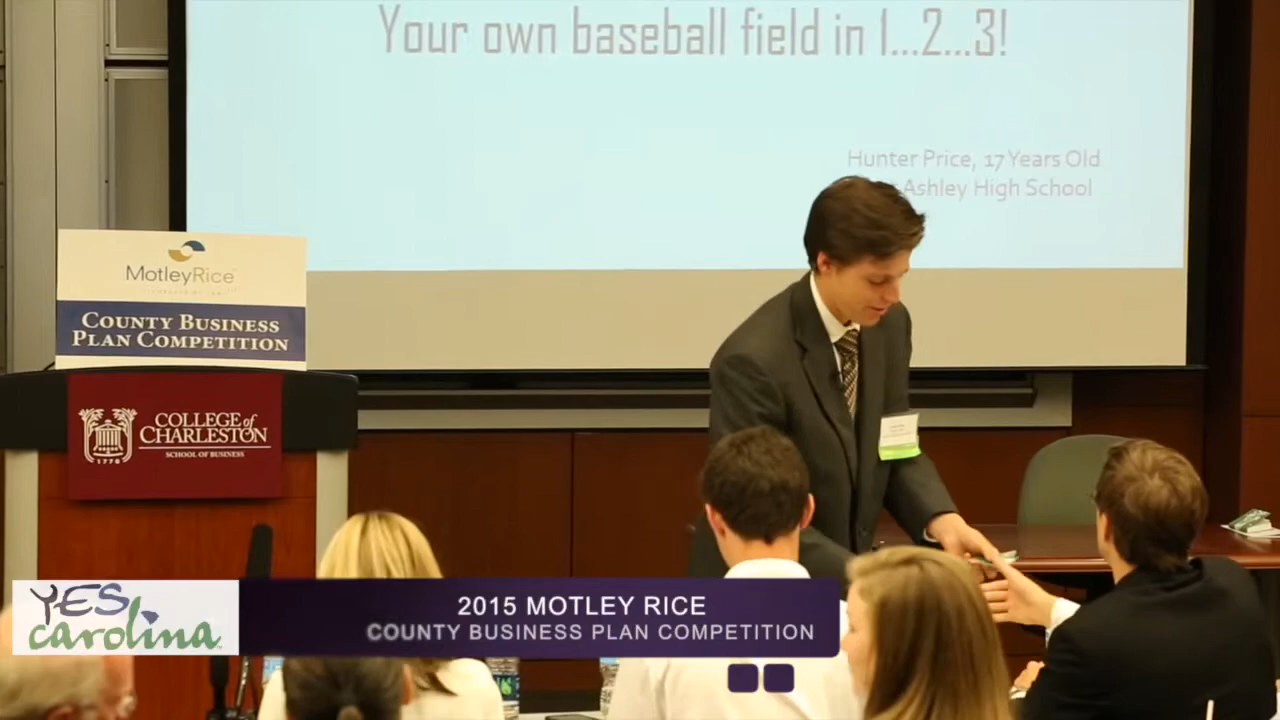 Your own baseball field in 1...2...3!
Hunter Price, 17 Years Old
Ashley High School
MotleyRice
COUNTY BUSINESS
PLAN COMPETITION
COLLEGE of
CHARLESTON
SCHOOL OF BUSINESS
1770
YES
carolina
2015 MOTLEY RICE
COUNTY BUSINESS PLAN COMPETITION